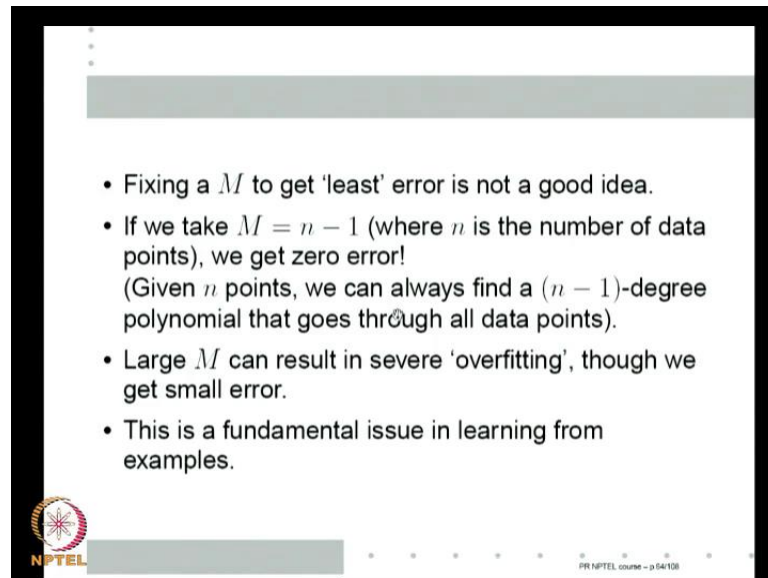 • Fixing a M to get ‘least’ error is not a good idea.
• If we take M = n − 1 (where n is the number of data
points), we get zero error!
(Given n points, we can always find a (n − 1)-degree
polynomial that goes through all data points).
• Large M can result in severe ‘overfitting’, though we
get small error.
• This is a fundamental issue in learning from
examples.
NPTEL
PR NPTEL course – p.64/108